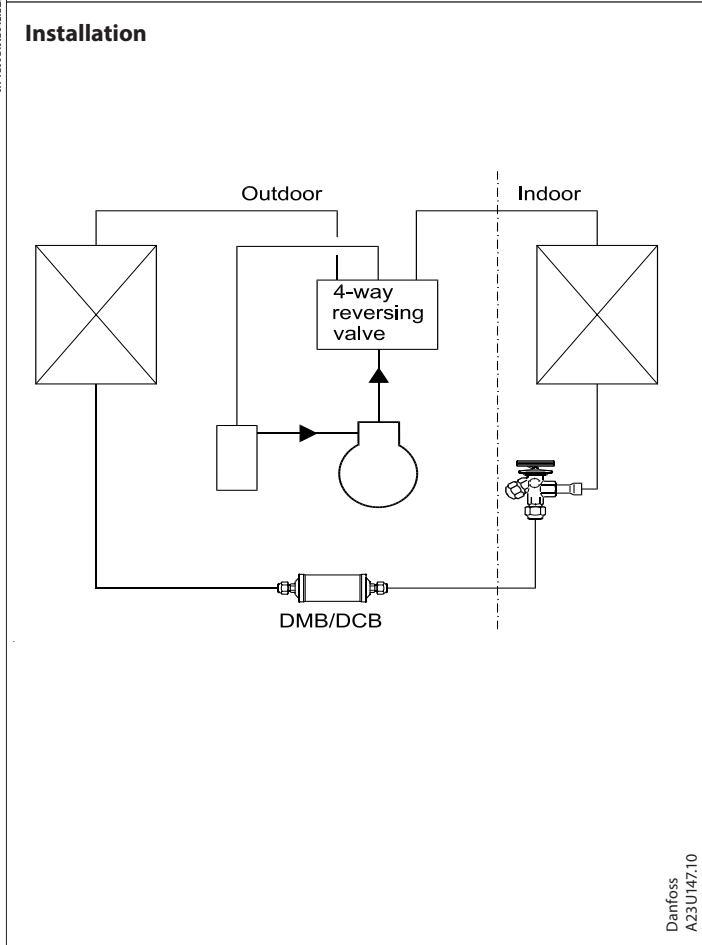 Installation
Outdoor
Indoor
4-way
reversing
valve
DMB/DCB
Danfoss
A23U147.10